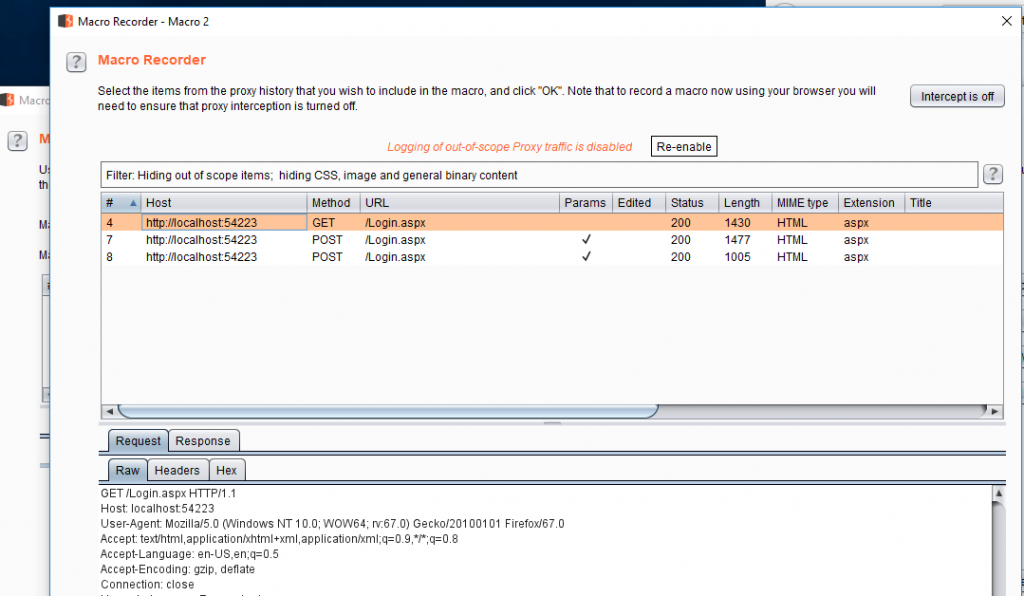 Macro Recorder - Macro 2
Macro
? Macro Recorder
Select the items from the proxy history that you wish to include in the macro, and click "OK". Note that to record a macro now using your browser you will
need to ensure that proxy interception is turned off.
Intercept is off
?
Logging of out-of-scope Proxy traffic is disabled Re-enable
Filter: Hiding out of scope items; hiding CSS, image and general binary content ?
# Host Method URL Params Edited Status Length MIME type Extension Title
4 http://localhost:54223 GET /Login.aspx 200 1430 HTML aspx
7 http://localhost:54223 POST /Login.aspx ✓ 200 1477 HTML aspx
8 http://localhost:54223 POST /Login.aspx ✓ 200 1005 HTML aspx
Request Response
Raw Headers Hex
GET /Login.aspx HTTP/1.1
Host: localhost:54223
User-Agent: Mozilla/5.0 (Windows NT 10.0; WOW64; rv:67.0) Gecko/20100101 Firefox/67.0
Accept: text/html,application/xhtml+xml,application/xml;q=0.9,*/*;q=0.8
Accept-Language: en-US,en;q=0.5
Accept-Encoding: gzip, deflate
Connection: close